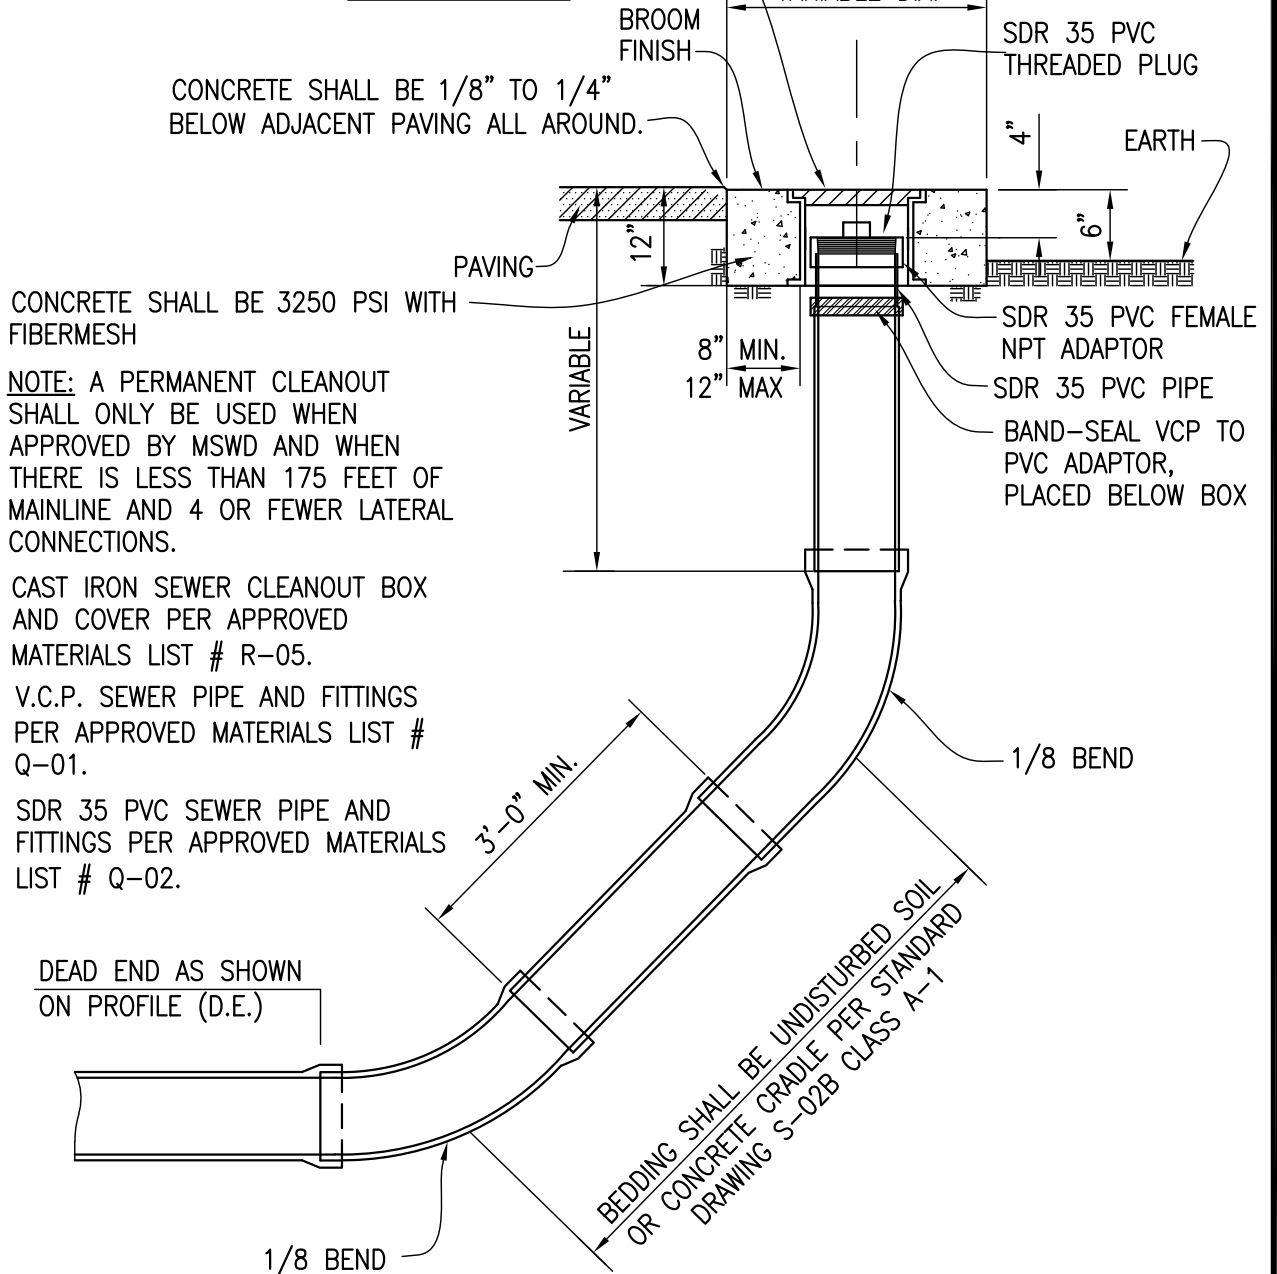 BROOM
FINISH
SDR 35 PVC
THREADED PLUG
CONCRETE SHALL BE 1/8" TO 1/4"
BELOW ADJACENT PAVING ALL AROUND.
4"
EARTH
12"
6"
PAVING
CONCRETE SHALL BE 3250 PSI WITH
FIBERMESH
SDR 35 PVC FEMALE
NPT ADAPTOR
VARIABLE
8" MIN.
12" MAX
SDR 35 PVC PIPE
BAND-SEAL VCP TO
PVC ADAPTOR,
PLACED BELOW BOX
NOTE: A PERMANENT CLEANOUT
SHALL ONLY BE USED WHEN
APPROVED BY MSWD AND WHEN
THERE IS LESS THAN 175 FEET OF
MAINLINE AND 4 OR FEWER LATERAL
CONNECTIONS.
CAST IRON SEWER CLEANOUT BOX
AND COVER PER APPROVED
MATERIALS LIST # R-05.
V.C.P. SEWER PIPE AND FITTINGS
PER APPROVED MATERIALS LIST #
Q-01.
SDR 35 PVC SEWER PIPE AND
FITTINGS PER APPROVED MATERIALS
LIST # Q-02.
1/8 BEND
3'-0" MIN.
DEAD END AS SHOWN
ON PROFILE (D.E.)
BEDDING SHALL BE UNDISTURBED SOIL
OR CONCRETE CRADLE PER STANDARD
DRAWING S-02B CLASS A-1
1/8 BEND